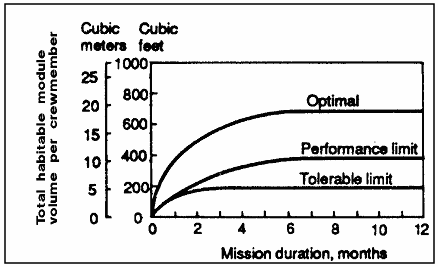 Cubic Cubic
meters feet
Total habitable module
volume per crewmember
25
20
15
10
5
0
1000
800
600
400
200
0
Optimal
Performance limit
Tolerable limit
0 2 4 6 8 10 12
Mission duration, months